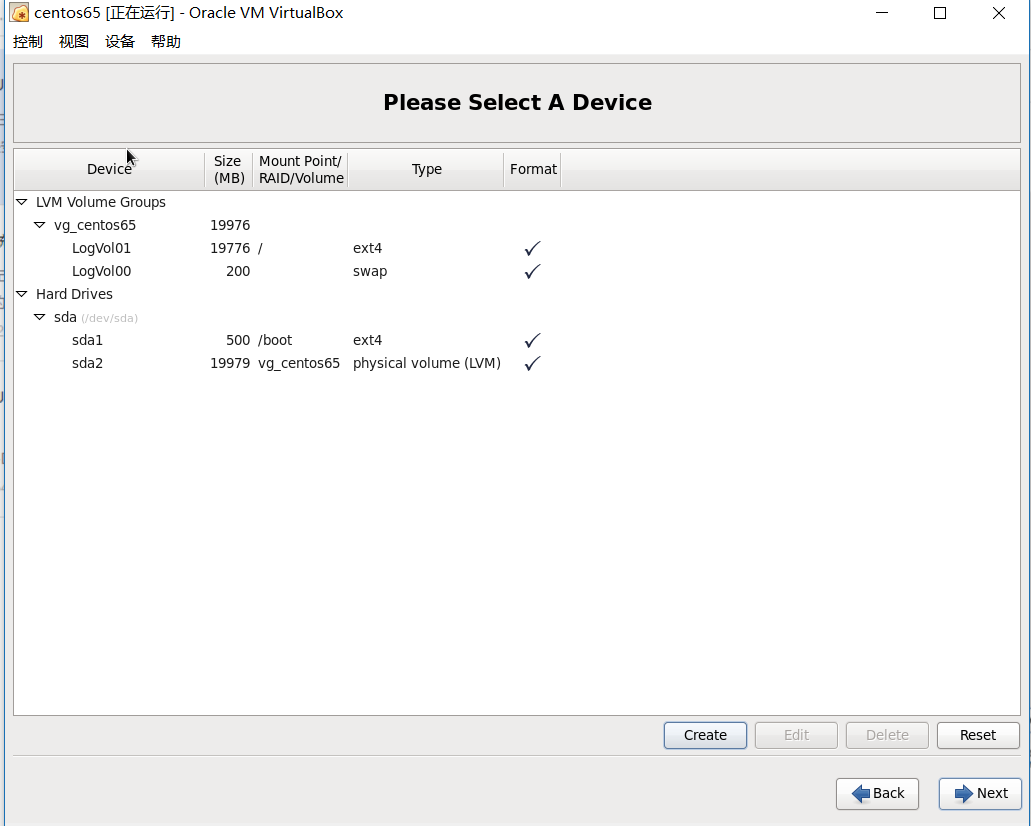 centos65 [正在运行] - Oracle VM VirtualBox
控制 视图 设备 帮助
Please Select A Device
Device Size (MB) Mount Point/ RAID/Volume Type Format
LVM Volume Groups
vg_centos65 19976
LogVol01 19776 / ext4
LogVol00 200 swap
Hard Drives
sda (/dev/sda)
sda1 500 /boot ext4
sda2 19979 vg_centos65 physical volume (LVM)
Create Edit Delete Reset
Back Next